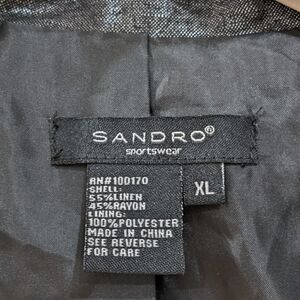 SANDRO®
sportswear
RN#100170
SHELL:
55%LINEN
45%RAYON
LINING:
100%POLYESTER
MADE IN CHINA
SEE REVERSE
FOR CARE
XL